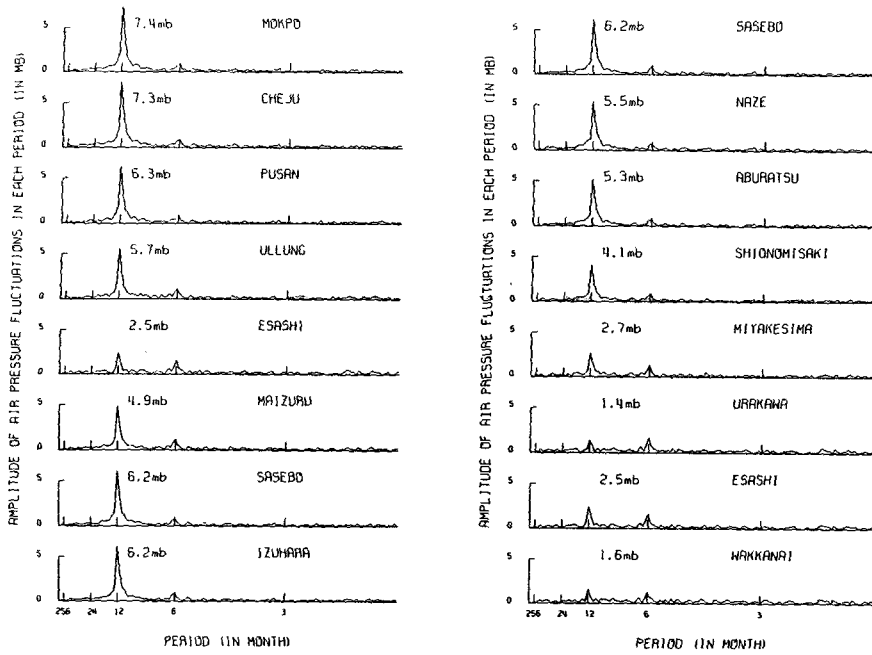 AMPLITUDE OF AIR PRESSURE FLUCTUATIONS IN EACH PERIOD (IN MB)
5
7.4mb MOKPO
0
5
7.3mb CHEJU
0
5
6.3mb PUSAN
0
5
5.7mb ULLUNG
0
5
2.5mb ESASHI
0
5
4.9mb MAIZURU
0
5
6.2mb SASEBO
0
5
6.2mb IZUHARA
0
256 24 12 6 3
PERIOD (IN MONTH)
AMPLITUDE OF AIR PRESSURE FLUCTUATIONS IN EACH PERIOD (IN MB)
5
6.2mb SASEBO
0
5
5.5mb NAZE
0
5
5.3mb ABURATSU
0
5
4.1mb SHIONOMISAKI
0
5
2.7mb MIYAKESIMA
0
5
1.4mb URAKAWA
0
5
2.5mb ESASHI
0
5
1.6mb WAKKANAI
0
256 24 12 6 3
PERIOD (IN MONTH)